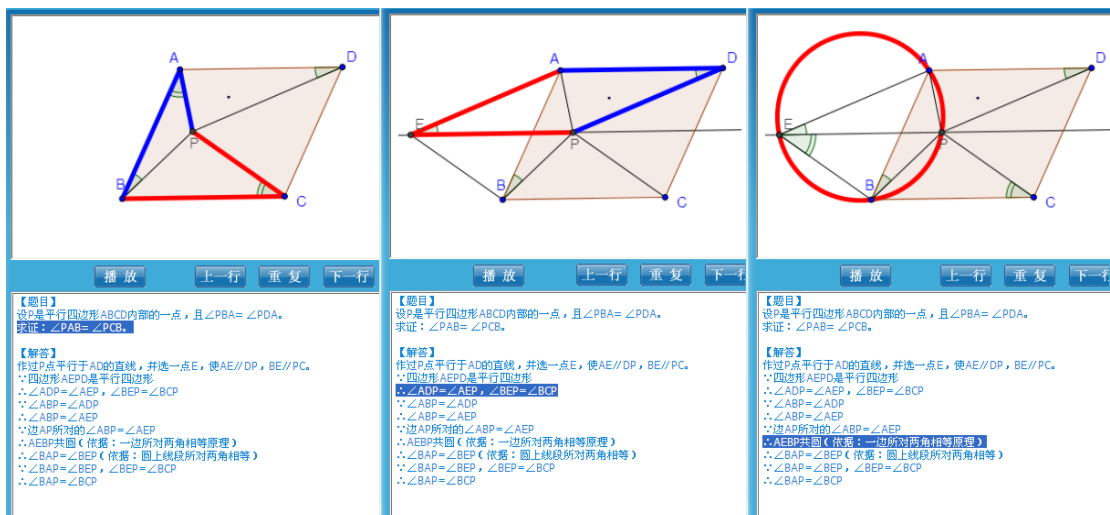 A
D
P
B
C
播 放
上一行
重 复
下一行
【题目】
设P是平行四边形ABCD内部的一点，且∠PBA= ∠PDA。
求证：∠PAB= ∠PCB。
【解答】
作过P点平行于AD的直线，并选一点E，使AE//DP，BE//PC。
∵四边形AEPD是平行四边形
∴∠ADP=∠AEP，∠BEP=∠BCP
∵∠ABP=∠ADP
∴∠ABP=∠AEP
∵边AP所对的∠ABP=∠AEP
∴AEBP共圆(依据：一边所对两角相等原理)
∴∠BAP=∠BEP(依据：圆上线段所对两角相等)
∵∠BAP=∠BEP，∠BEP=∠BCP
∴∠BAP=∠BCP
A
D
E
P
B
C
播 放
上一行
重 复
下一行
【题目】
设P是平行四边形ABCD内部的一点，且∠PBA= ∠PDA。
求证：∠PAB= ∠PCB。
【解答】
作过P点平行于AD的直线，并选一点E，使AE//DP，BE//PC。
∵四边形AEPD是平行四边形
∴∠ADP=∠AEP，∠BEP=∠BCP
∵∠ABP=∠ADP
∴∠ABP=∠AEP
∵边AP所对的∠ABP=∠AEP
∴AEBP共圆(依据：一边所对两角相等原理)
∴∠BAP=∠BEP(依据：圆上线段所对两角相等)
∵∠BAP=∠BEP，∠BEP=∠BCP
∴∠BAP=∠BCP
A
D
E
P
B
C
播 放
上一行
重 复
下一行
【题目】
设P是平行四边形ABCD内部的一点，且∠PBA= ∠PDA。
求证：∠PAB= ∠PCB。
【解答】
作过P点平行于AD的直线，并选一点E，使AE//DP，BE//PC。
∵四边形AEPD是平行四边形
∴∠ADP=∠AEP，∠BEP=∠BCP
∵∠ABP=∠ADP
∴∠ABP=∠AEP
∵边AP所对的∠ABP=∠AEP
∴AEBP共圆(依据：一边所对两角相等原理)
∴∠BAP=∠BEP(依据：圆上线段所对两角相等)
∵∠BAP=∠BEP，∠BEP=∠BCP
∴∠BAP=∠BCP